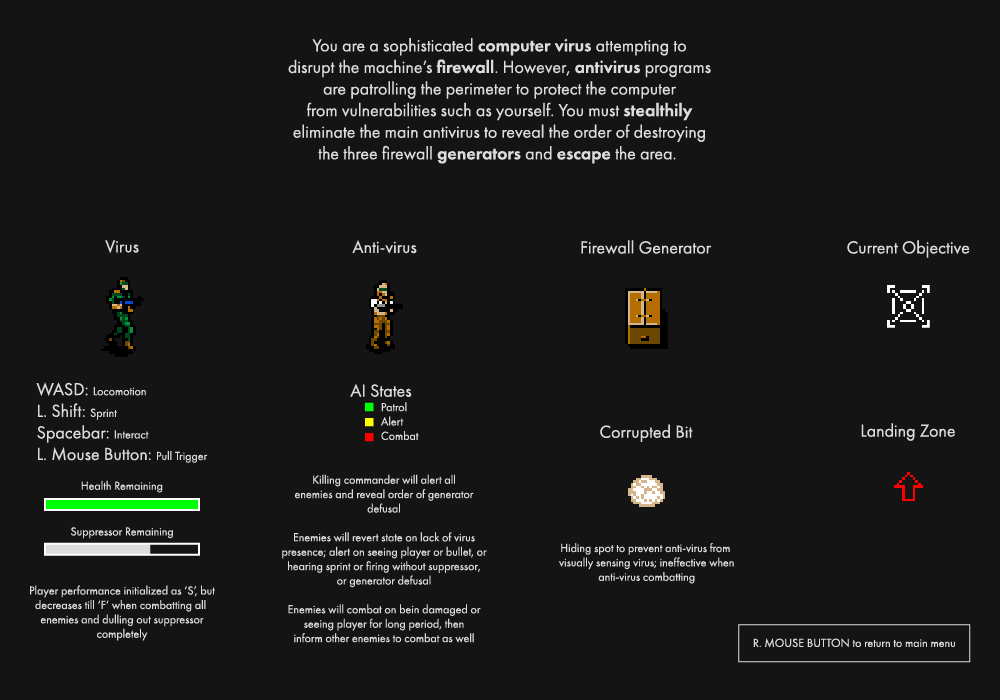 You are a sophisticated computer virus attempting to
disrupt the machine's firewall. However, antivirus programs
are patrolling the perimeter to protect the computer
from vulnerabilities such as yourself. You must stealthily
eliminate the main antivirus to reveal the order of destroying
the three firewall generators and escape the area.
Virus
WASD: Locomotion
L. Shift: Sprint
Spacebar: Interact
L. Mouse Button: Pull Trigger
Health Remaining
Suppressor Remaining
Player performance initialized as 'S', but
decreases till 'F' when combatting all
enemies and dulling out suppressor
completely
Anti-virus
AI States
Patrol
Alert
Combat
Killing commander will alert all
enemies and reveal order of generator
defusal
Enemies will revert state on lack of virus
presence; alert on seeing player or bullet, or
hearing sprint or firing without suppressor,
or generator defusal
Enemies will combat on bein damaged or
seeing player for long period, then
inform other enemies to combat as well
Firewall Generator
Corrupted Bit
Hiding spot to prevent anti-virus from
visually sensing virus; ineffective when
anti-virus combatting
Current Objective
Landing Zone
R. MOUSE BUTTON to return to main menu